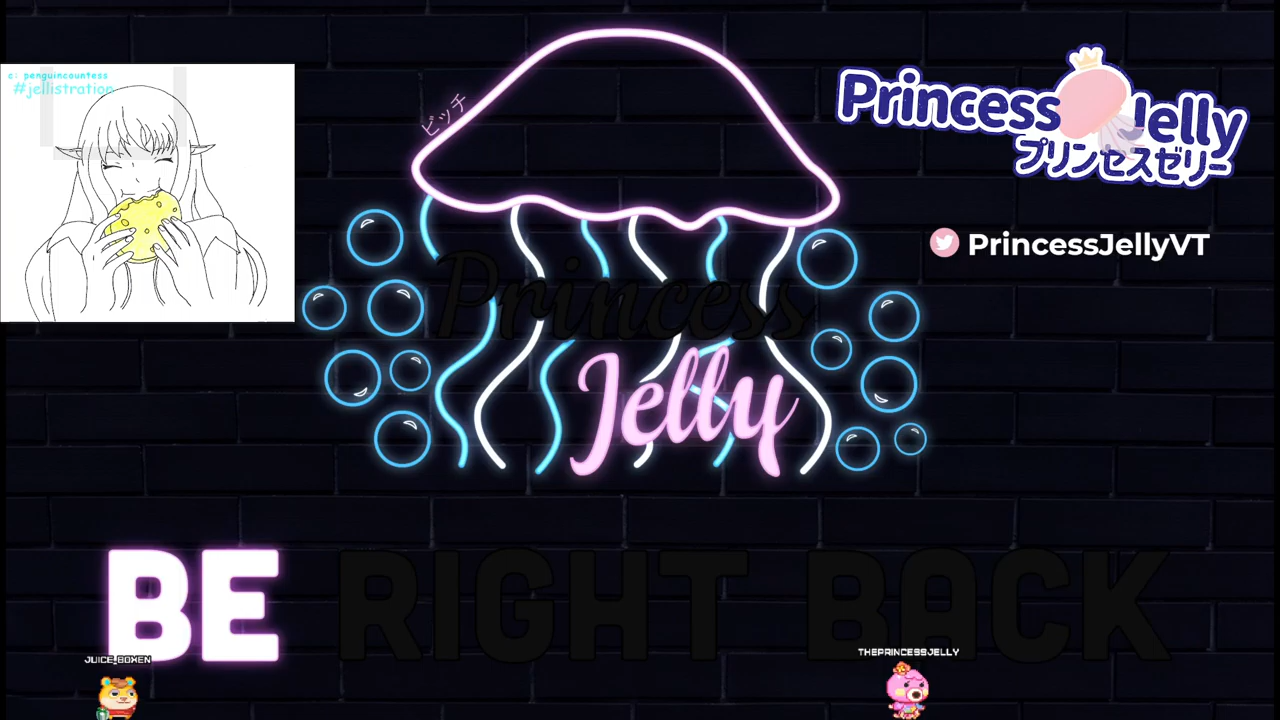 c: penguincountess
#jellistration
ビッチ
Princess Jelly
プリンセスゼリー
PrincessJellyVT
Princess
Jelly
BE RIGHT BACK
JUICE_BOXEN
THEPRINCESSJELLY